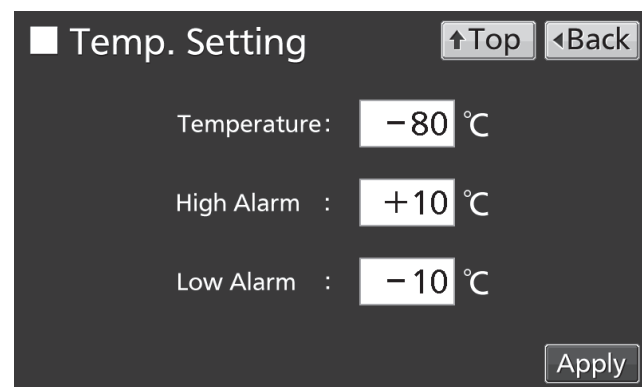 Temp. Setting ↑Top ◂Back
Temperature: −80 ℃
High Alarm : +10 ℃
Low Alarm : −10 ℃
Apply